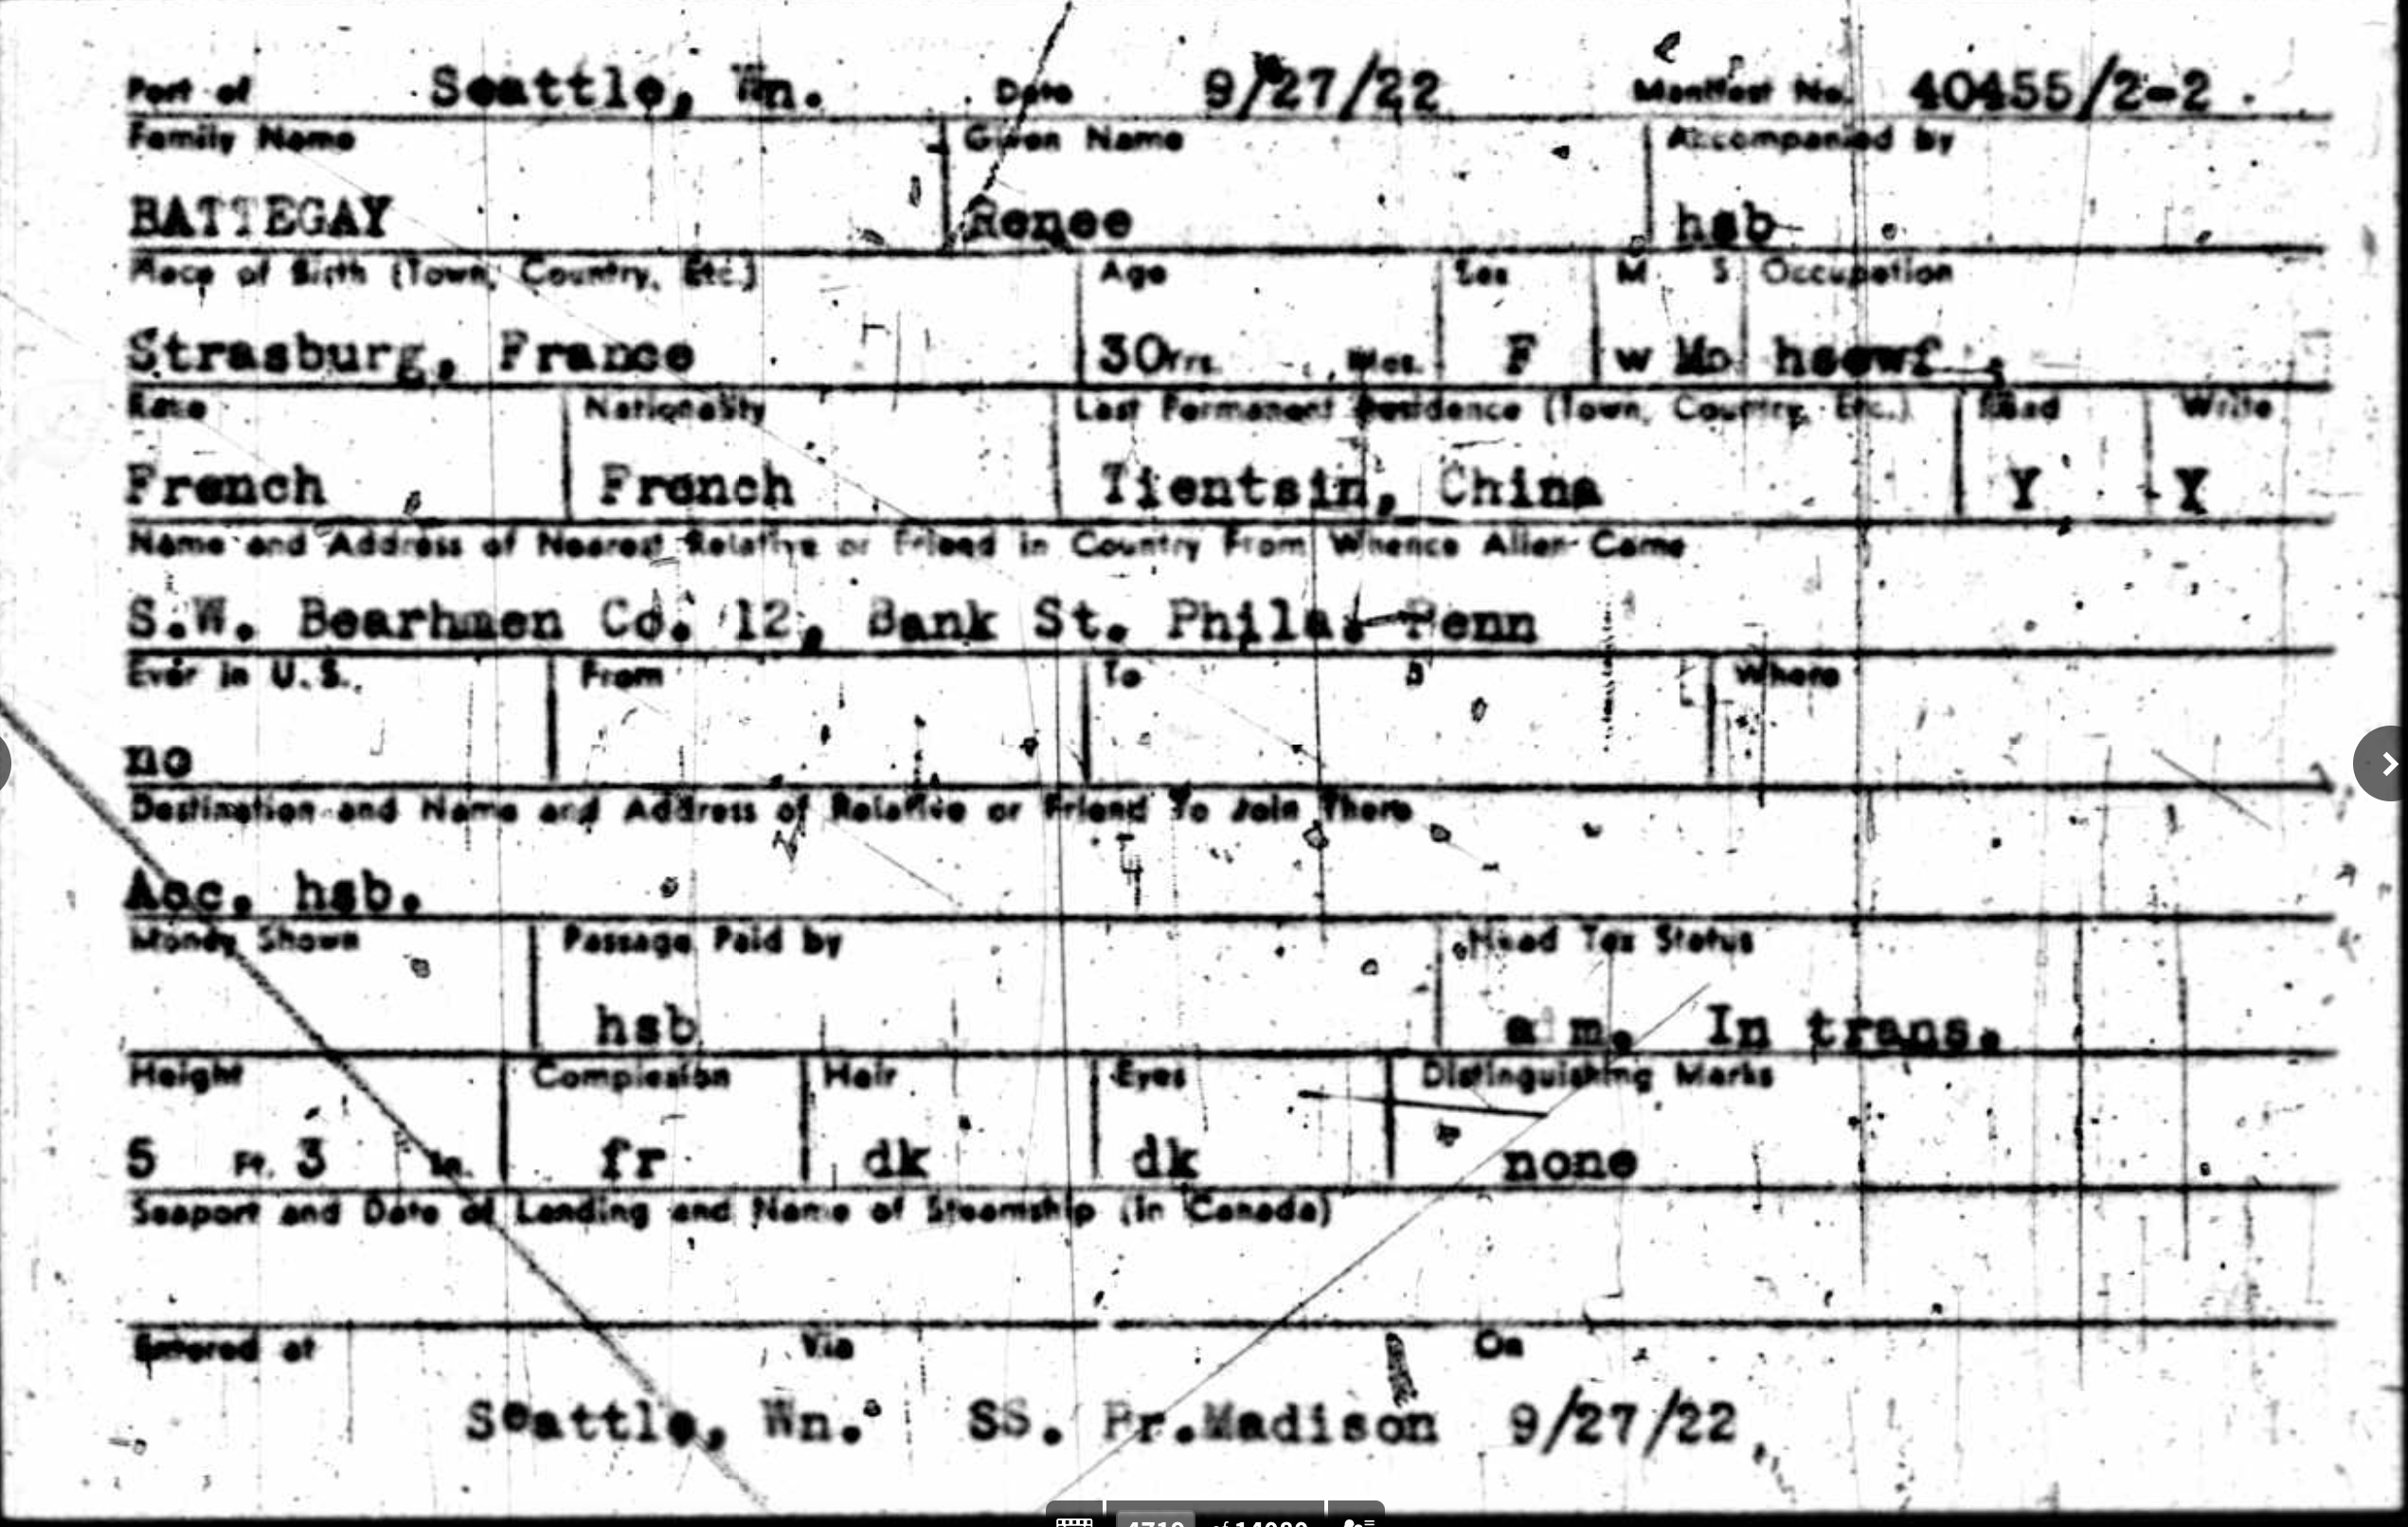 Port of Seattle, Wn. Date 9/27/22 Manifest No. 40455/2-2
Family Name Given Name Accompanied by
BATTEGAY Renee hsb
Place of Birth (Town, Country, Etc.) Age Sex M S Occupation
Strasburg, France 30 Yrs. Mos. F w Mo hsewf
Race Nationality Last Permanent Residence (Town, Country, Etc.) Read Write
French French Tientsin, China Y Y
Name and Address of Nearest Relative or Friend in Country From Whence Alien Came
S.W. Bearhmen Co. 12, Bank St. Phila. Penn
Ever in U.S. From To Where
no
Destination and Name and Address of Relative or Friend To Join There
Acc. hsb.
Money Shown Passage Paid by Head Tax Status
hsb a m. In trans.
Height Complexion Hair Eyes Distinguishing Marks
5 Ft. 3 In. fr dk dk none
Seaport and Date of Landing and Name of Steamship (In Canada)
Entered at Via On
Seattle, Wn. SS. Pr.Madison 9/27/22